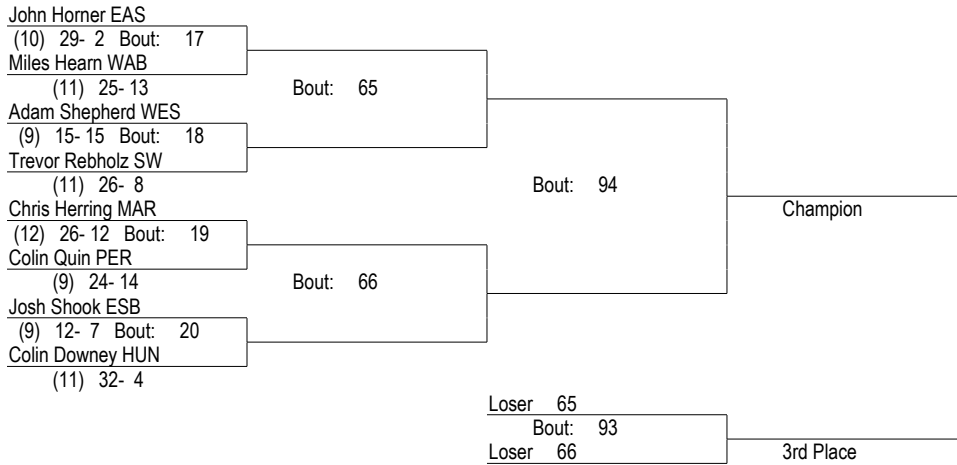 John Horner EAS
(10) 29- 2 Bout: 17
Miles Hearn WAB
(11) 25- 13
Bout: 65
Adam Shepherd WES
(9) 15- 15 Bout: 18
Trevor Rebholz SW
(11) 26- 8
Bout: 94
Chris Herring MAR
Champion
(12) 26- 12 Bout: 19
Colin Quin PER
(9) 24- 14
Bout: 66
Josh Shook ESB
(9) 12- 7 Bout: 20
Colin Downey HUN
(11) 32- 4
Loser 65
Bout: 93
Loser 66
3rd Place